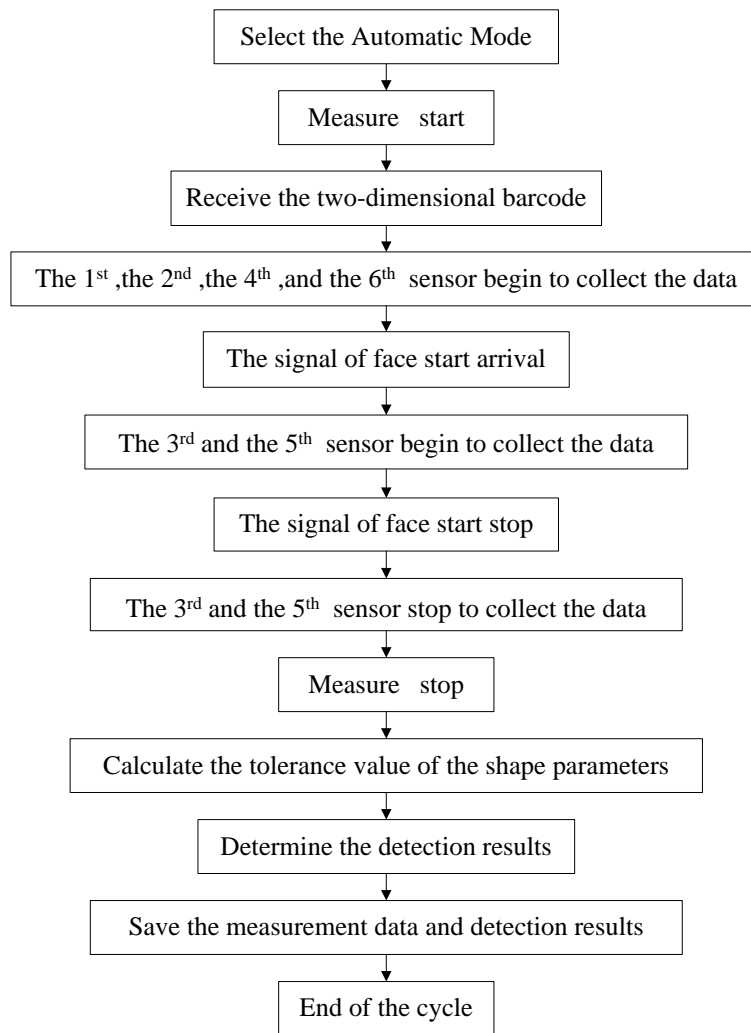 Select the Automatic Mode
Measure start
Receive the two-dimensional barcode
The 1st ,the 2nd ,the 4th ,and the 6th sensor begin to collect the data
The signal of face start arrival
The 3rd and the 5th sensor begin to collect the data
The signal of face start stop
The 3rd and the 5th sensor stop to collect the data
Measure stop
Calculate the tolerance value of the shape parameters
Determine the detection results
Save the measurement data and detection results
End of the cycle